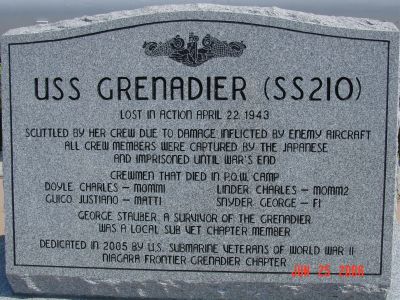 USS GRENADIER (SS210)
LOST IN ACTION APRIL 22 1943
SCUTTLED BY HER CREW DUE TO DAMAGE INFLICTED BY ENEMY AIRCRAFT
ALL CREW MEMBERS WERE CAPTURED BY THE JAPANESE
AND IMPRISONED UNTIL WAR'S END
CREWMEN THAT DIED IN P.O.W. CAMP
DOYLE, CHARLES – MOMM1 LINDER, CHARLES – MOMM2
GUICO, JUSTIANO – MATT1 SNYDER, GEORGE – F1
GEORGE STAUBER, A SURVIVOR OF THE GRENADIER
WAS A LOCAL SUB VET CHAPTER MEMBER
DEDICATED IN 2005 BY U.S. SUBMARINE VETERANS OF WORLD WAR II
NIAGARA FRONTIER GRENADIER CHAPTER
JUN 25 2006